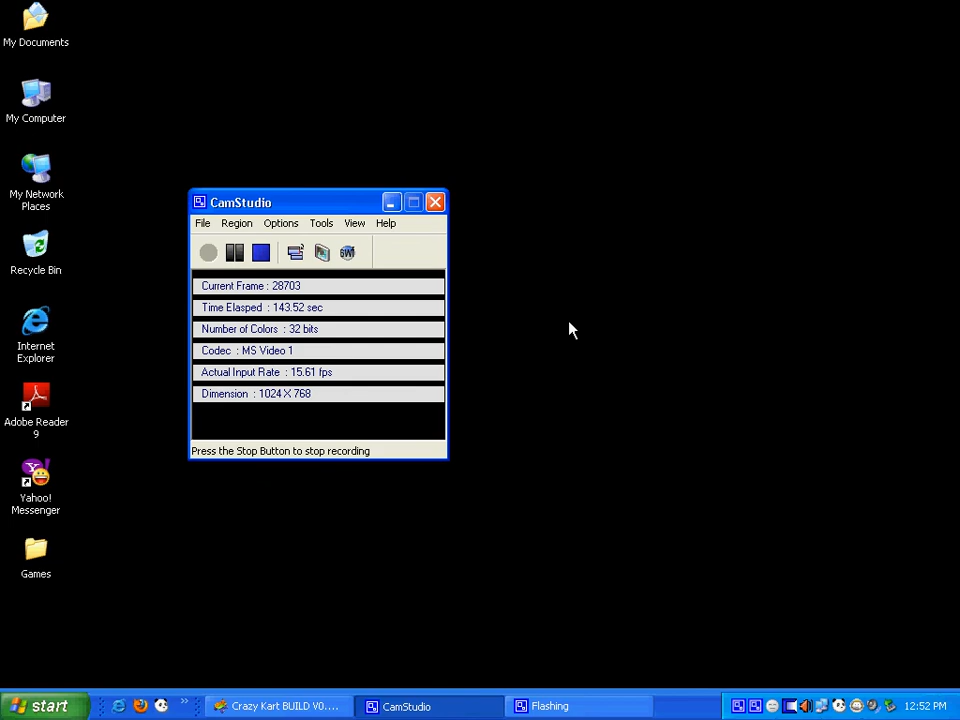 My Documents
My Computer
My Network
Places
Recycle Bin
Internet
Explorer
Adobe Reader
9
Yahoo!
Messenger
Games
CamStudio
File Region Options Tools View Help
SWF
Current Frame : 28703
Time Elasped : 143.52 sec
Number of Colors : 32 bits
Codec : MS Video 1
Actual Input Rate : 15.61 fps
Dimension : 1024 X 768
Press the Stop Button to stop recording
start
Crazy Kart BUILD V0....
CamStudio
Flashing
12:52 PM